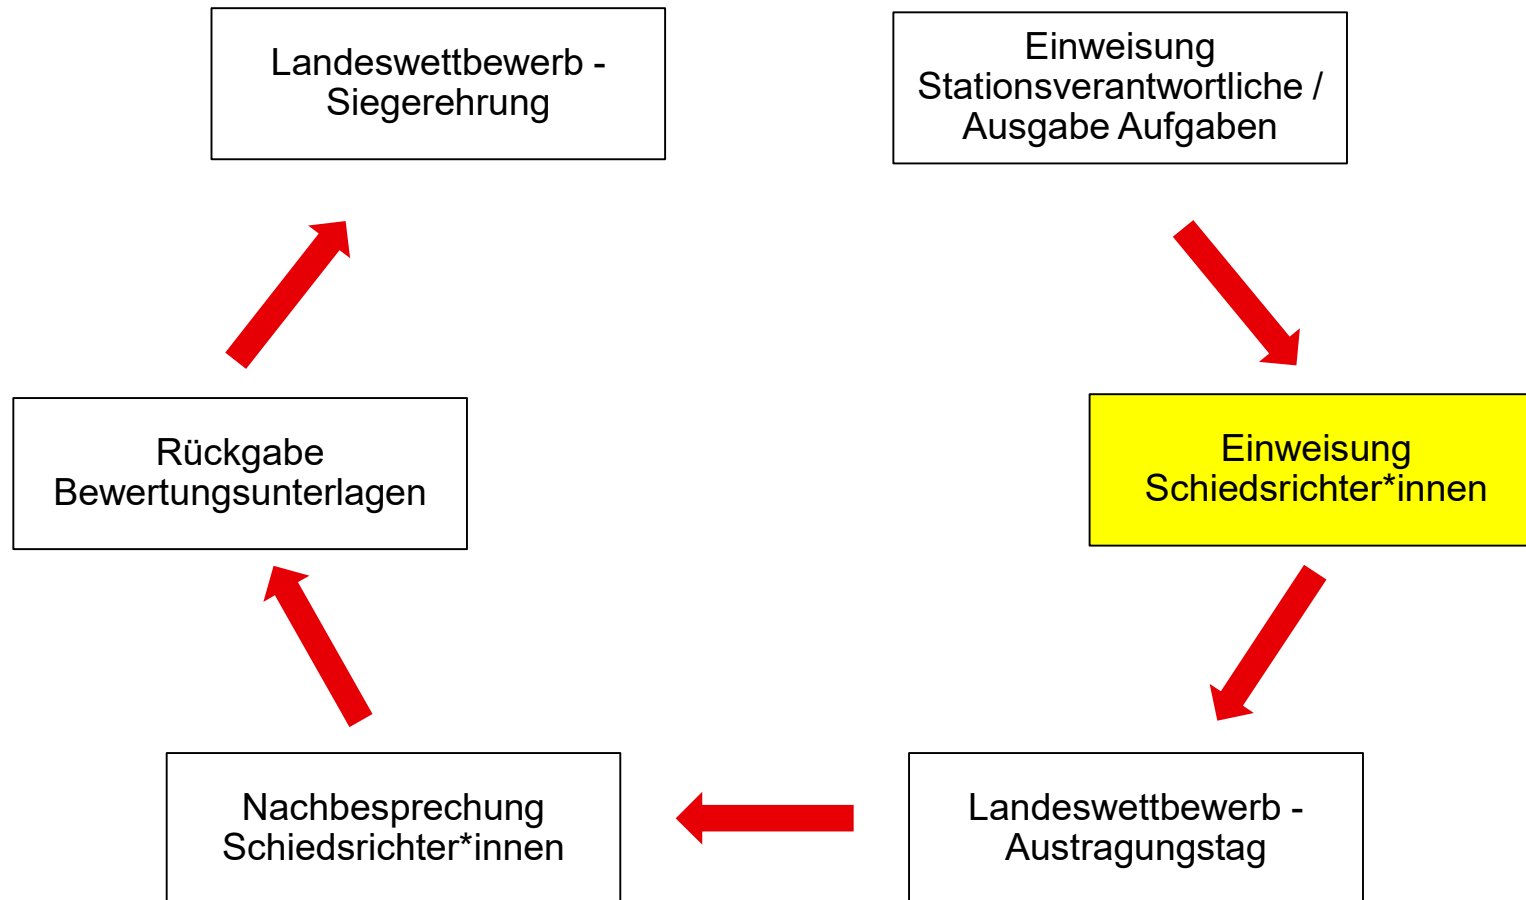 Landeswettbewerb -
Siegerehrung
Einweisung
Stationsverantwortliche /
Ausgabe Aufgaben
Rückgabe
Bewertungsunterlagen
Einweisung
Schiedsrichter*innen
Nachbesprechung
Schiedsrichter*innen
Landeswettbewerb -
Austragungstag